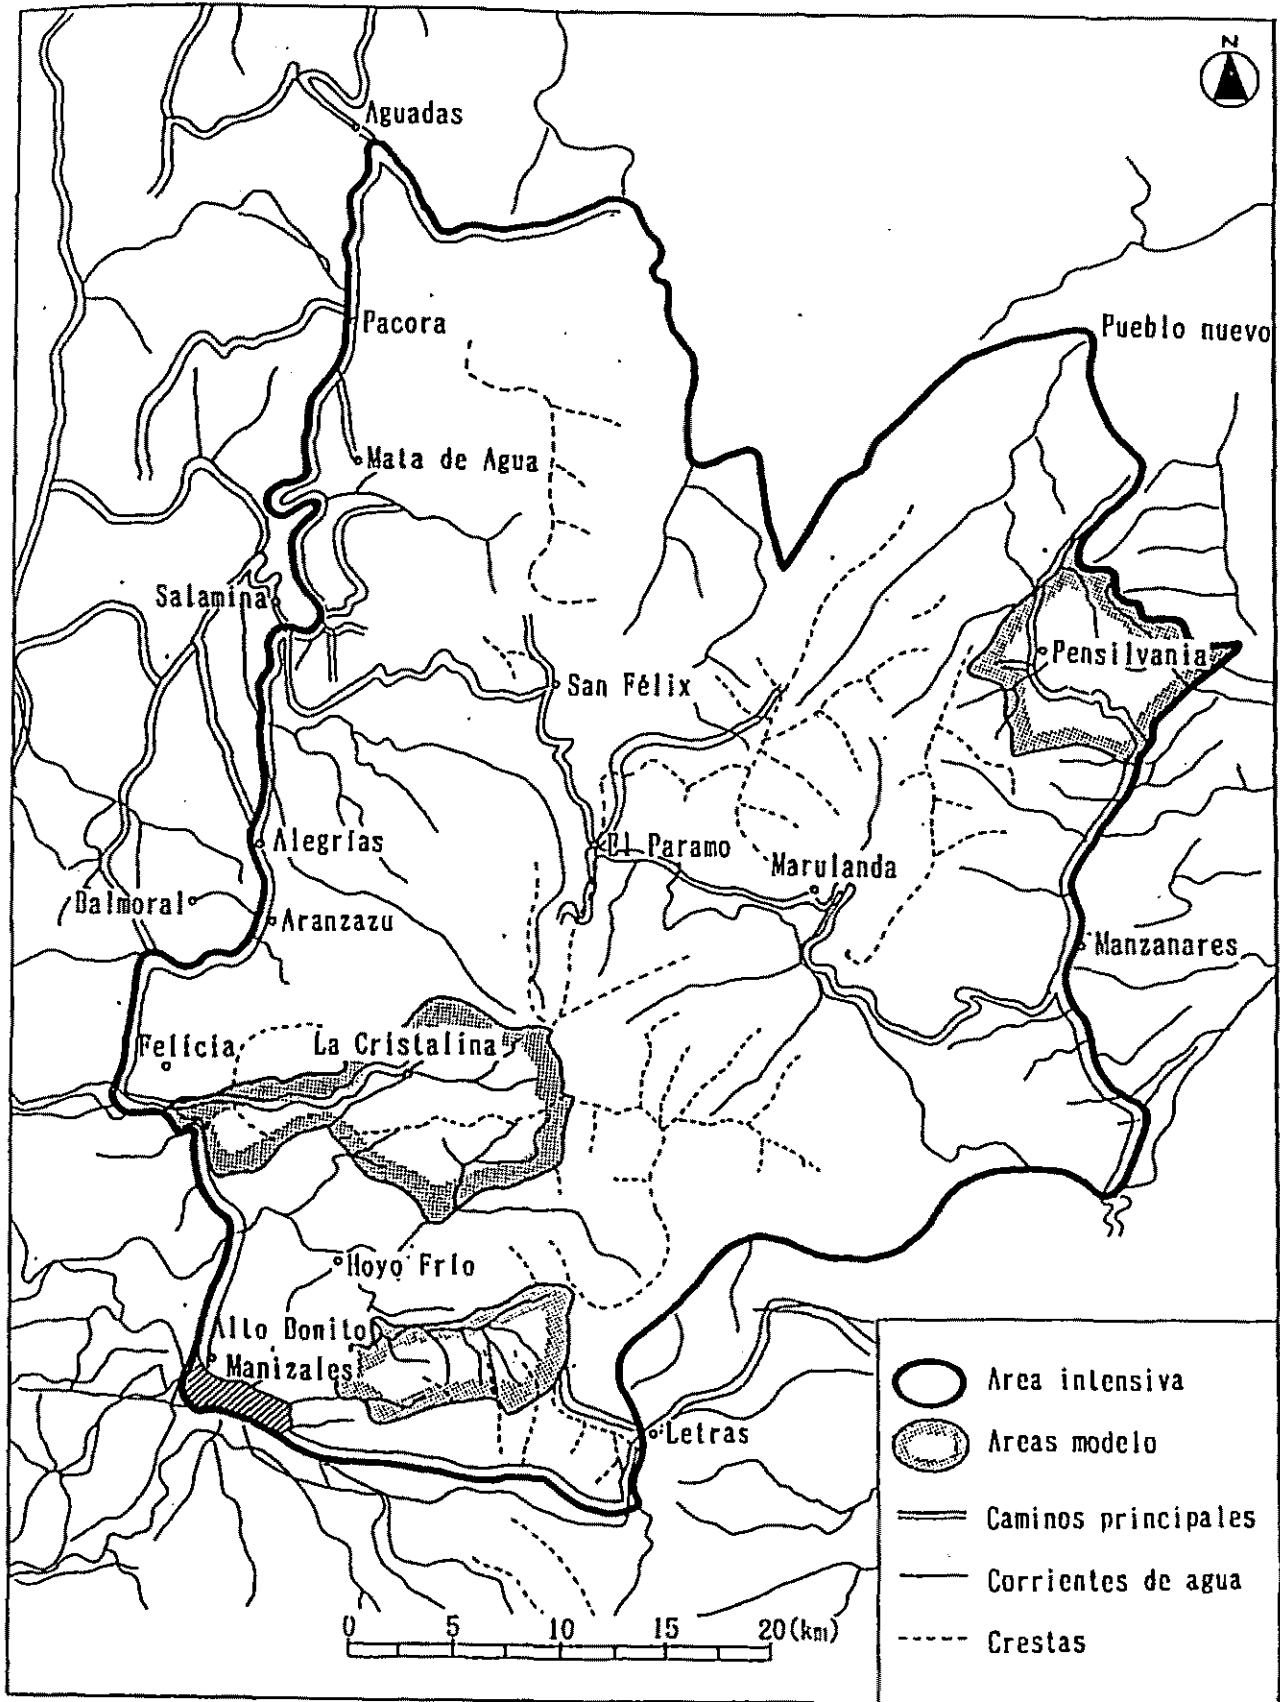 N
Aguadas
Pacora
Pueblo nuevo
Mata de Agua
Salamina
Pensilvania
San Félix
Alegrías
El Paramo
Marulanda
Balmoral
Aranzazu
Manzanares
Felícia
La Cristalina
Hoyo Frío
Alto Bonito
Manizales
Letras
Area intensiva
Areas modelo
Caminos principales
Corrientes de agua
Crestas
0 5 10 15 20 (km)